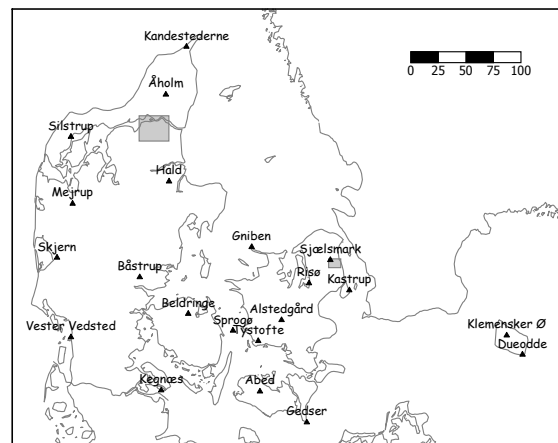 Kandestederne
0 25 50 75 100
Åholm
Silstrup
Hald
Mejrup
Gniben
Skjern
Sjælsmark
Båstrup
Risø
Kastrup
Beldringe
Alstedgård
Sprogø
Vester Vedsted
Tystofte
Klemensker Ø
Dueodde
Kegnæs
Abed
Gedser